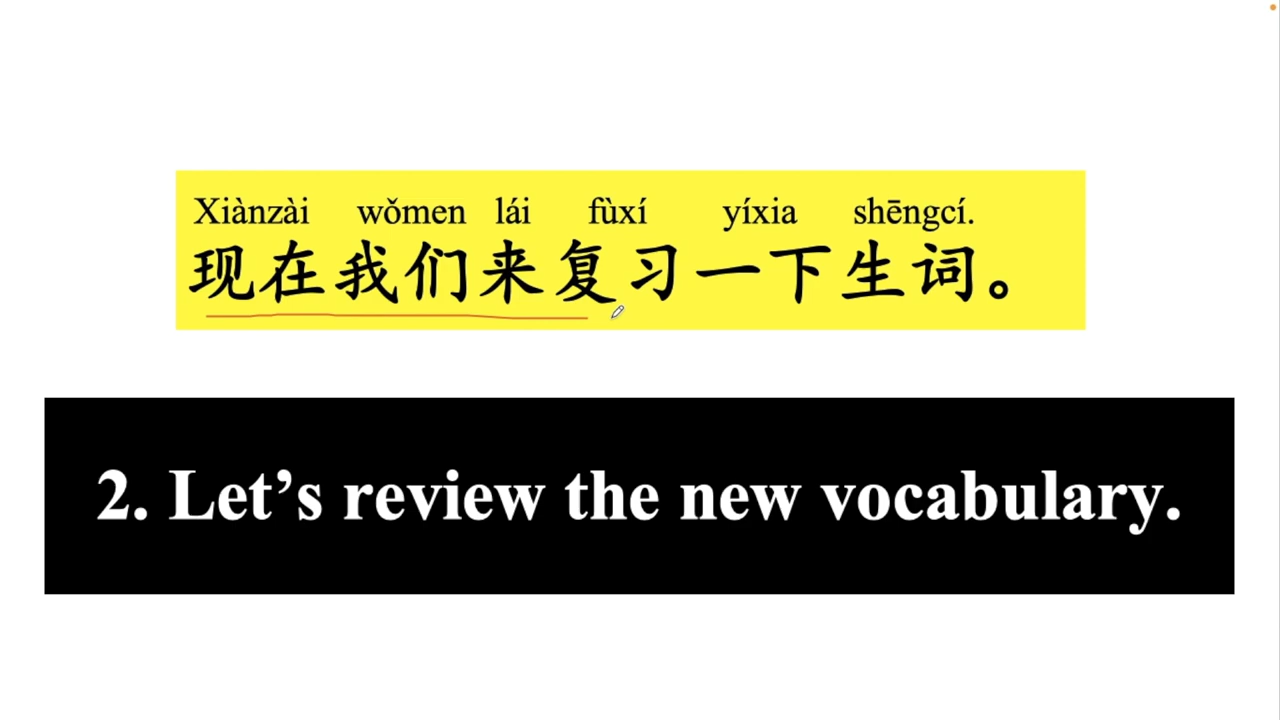 Xiànzài wǒmen lái fùxí yíxia shēngcí.
现在我们来复习一下生词。
2. Let’s review the new vocabulary.